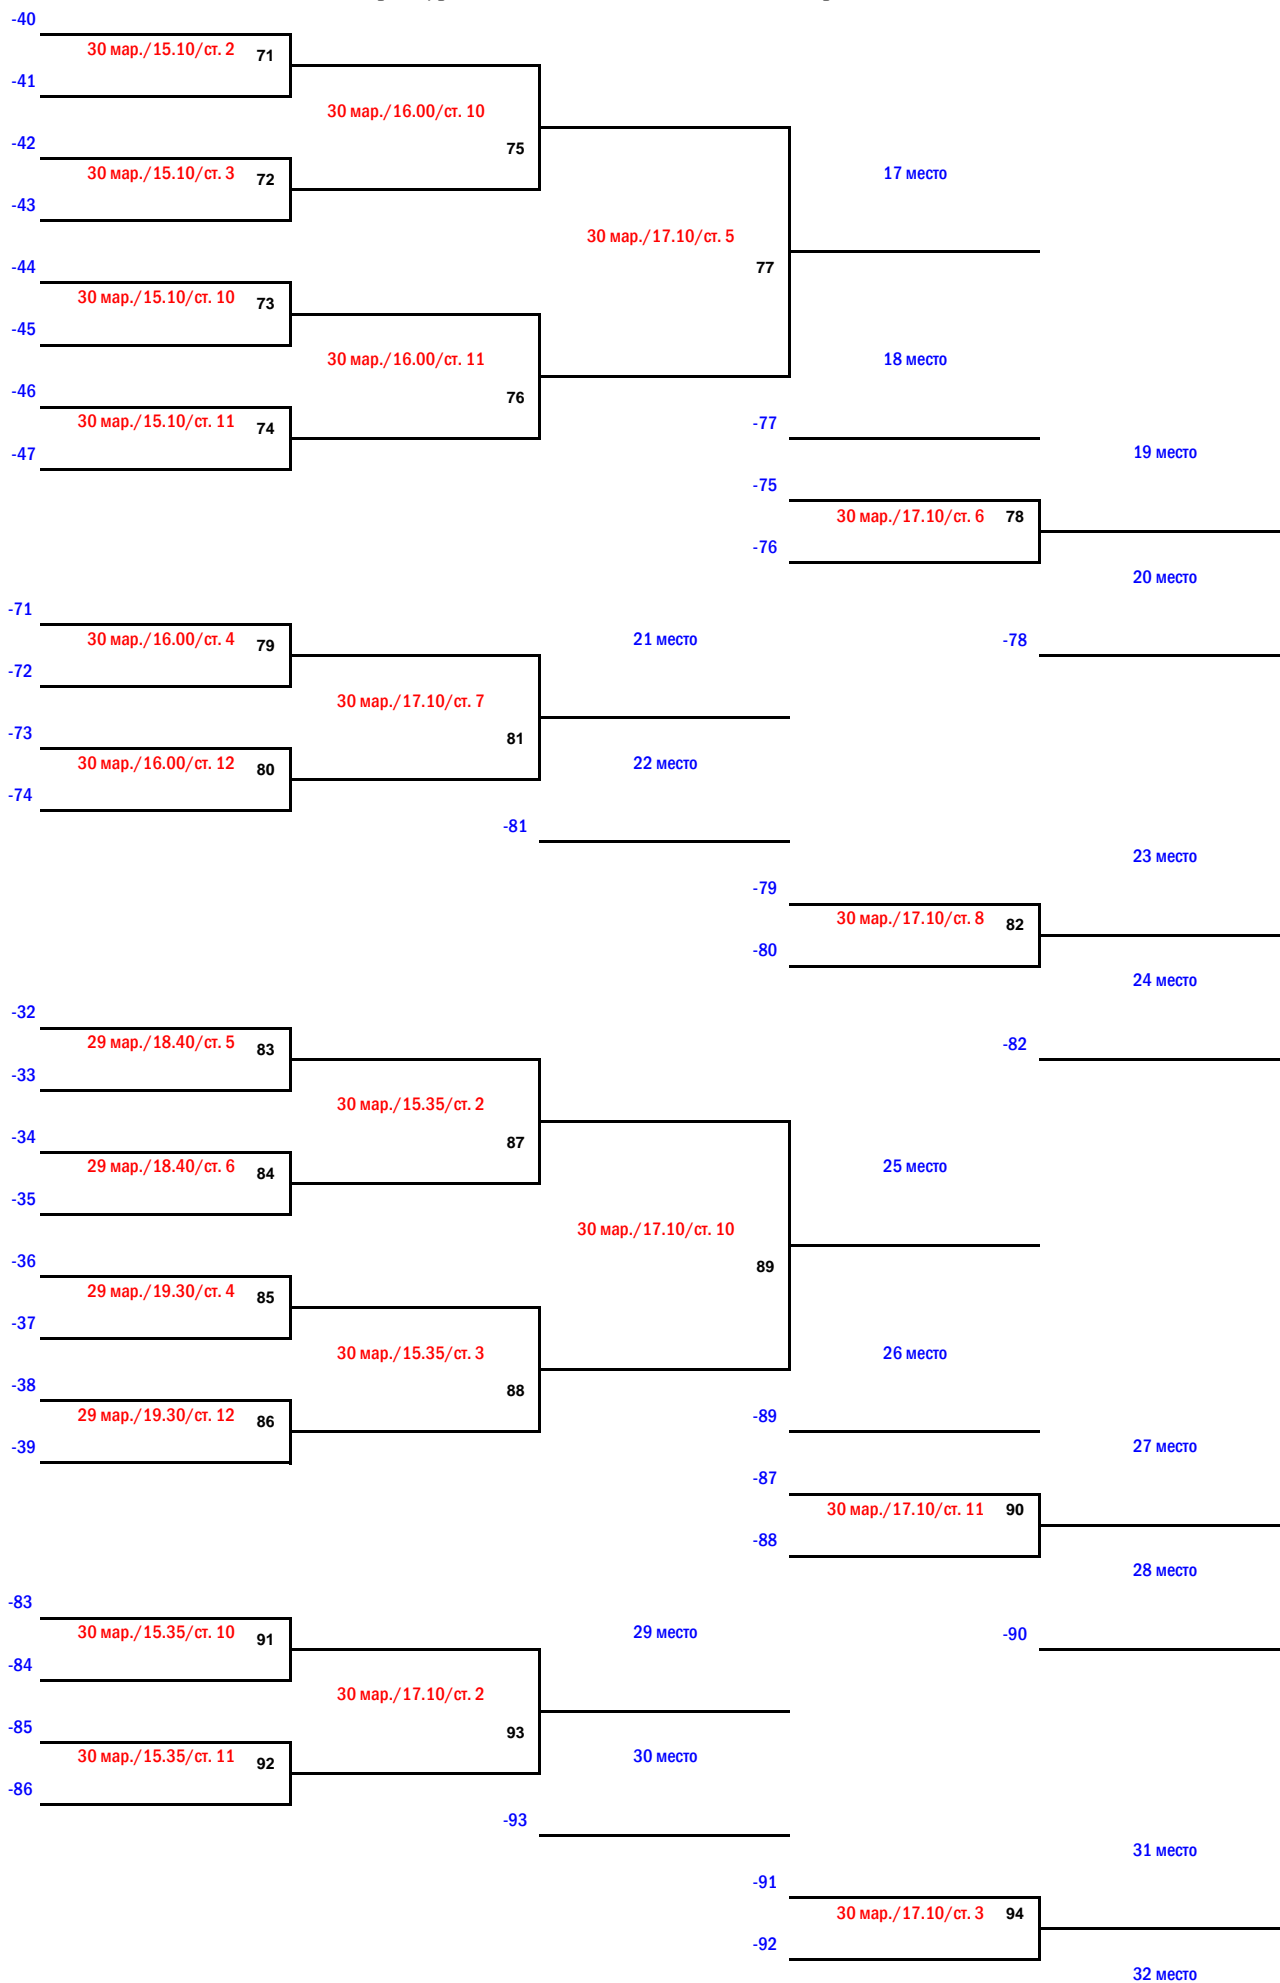 -40
30 мар./15.10/ст. 2 71
-41
30 мар./16.00/ст. 10
-42
75
30 мар./15.10/ст. 3 72
17 место
-43
30 мар./17.10/ст. 5
-44
77
30 мар./15.10/ст. 10 73
-45
30 мар./16.00/ст. 11
18 место
-46
76
30 мар./15.10/ст. 11 74
-77
-47
19 место
-75
30 мар./17.10/ст. 6 78
-76
20 место
-71
30 мар./16.00/ст. 4 79
21 место
-78
-72
30 мар./17.10/ст. 7
-73
81
30 мар./16.00/ст. 12 80
22 место
-74
-81
23 место
-79
30 мар./17.10/ст. 8 82
-80
24 место
-32
29 мар./18.40/ст. 5 83
-82
-33
30 мар./15.35/ст. 2
-34
87
29 мар./18.40/ст. 6 84
25 место
-35
30 мар./17.10/ст. 10
-36
89
29 мар./19.30/ст. 4 85
-37
30 мар./15.35/ст. 3
26 место
-38
88
29 мар./19.30/ст. 12 86
-89
-39
27 место
-87
30 мар./17.10/ст. 11 90
-88
28 место
-83
30 мар./15.35/ст. 10 91
29 место
-90
-84
30 мар./17.10/ст. 2
-85
93
30 мар./15.35/ст. 11 92
30 место
-86
-93
31 место
-91
30 мар./17.10/ст. 3 94
-92
32 место